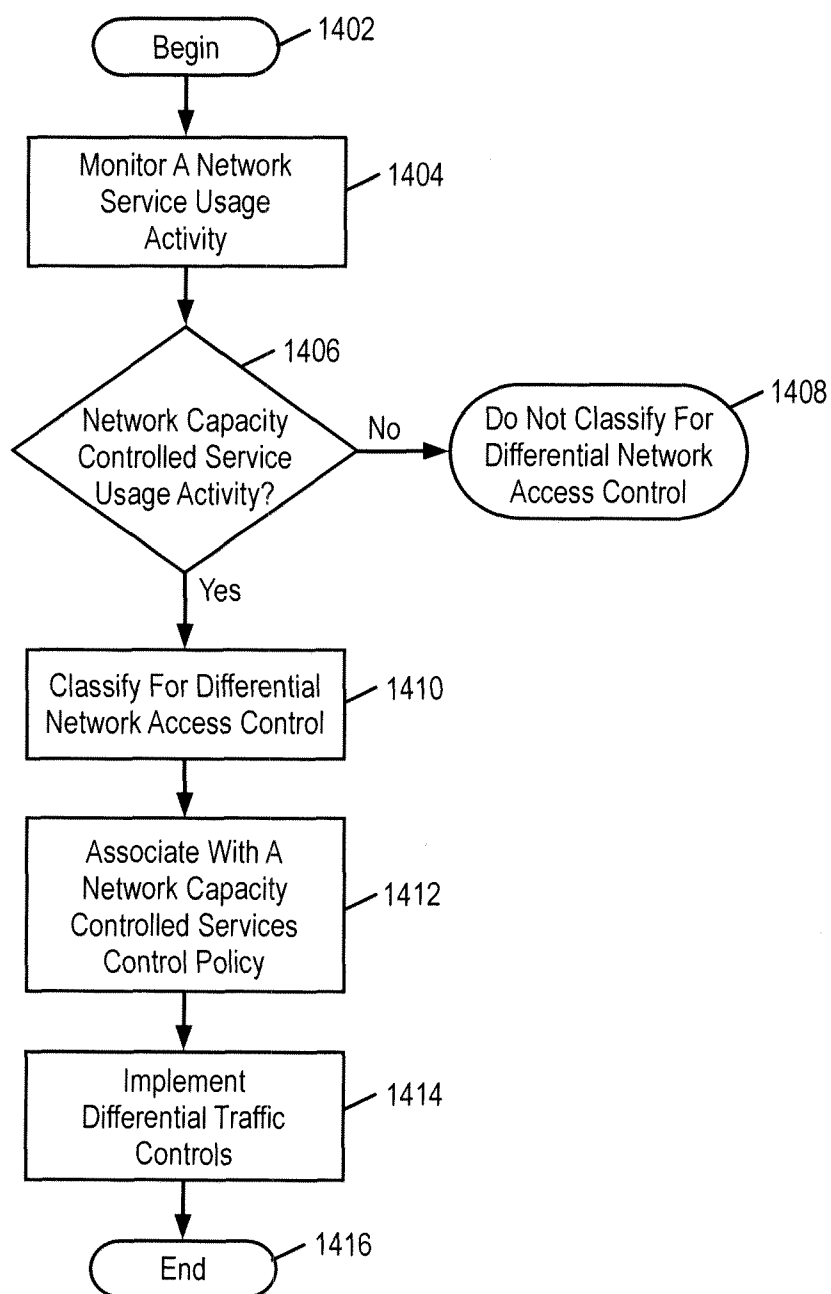 Begin
1402
Monitor A Network
Service Usage
Activity
1404
1406
Network Capacity
Controlled Service
Usage Activity?
No
1408
Do Not Classify For
Differential Network
Access Control
Yes
Classify For Differential
Network Access Control
1410
Associate With A
Network Capacity
Controlled Services
Control Policy
1412
Implement
Differential Traffic
Controls
1414
End
1416